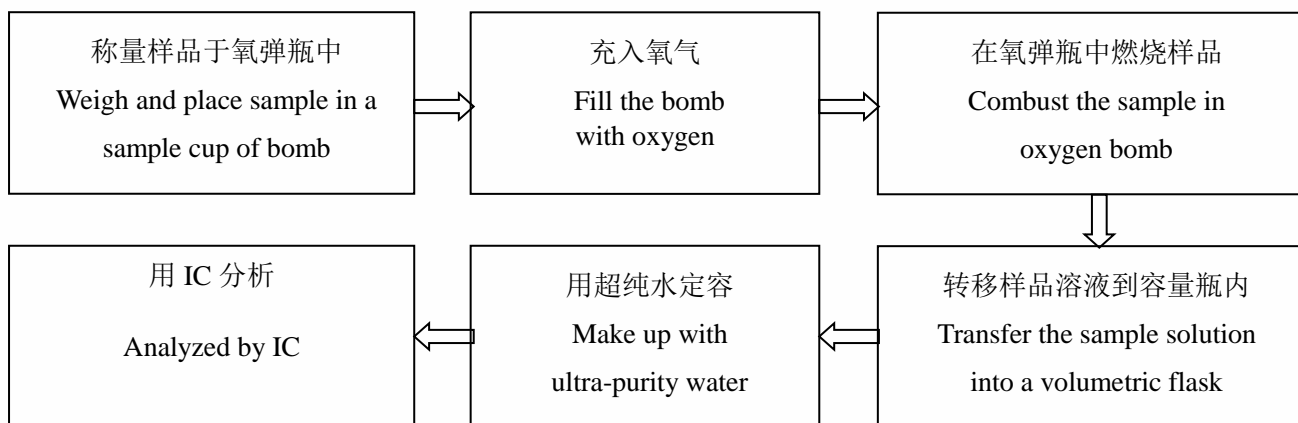 称量样品于氧弹瓶中
Weigh and place sample in a
sample cup of bomb
充入氧气
Fill the bomb
with oxygen
在氧弹瓶中燃烧样品
Combust the sample in
oxygen bomb
转移样品溶液到容量瓶内
Transfer the sample solution
into a volumetric flask
用超纯水定容
Make up with
ultra-purity water
用 IC 分析
Analyzed by IC